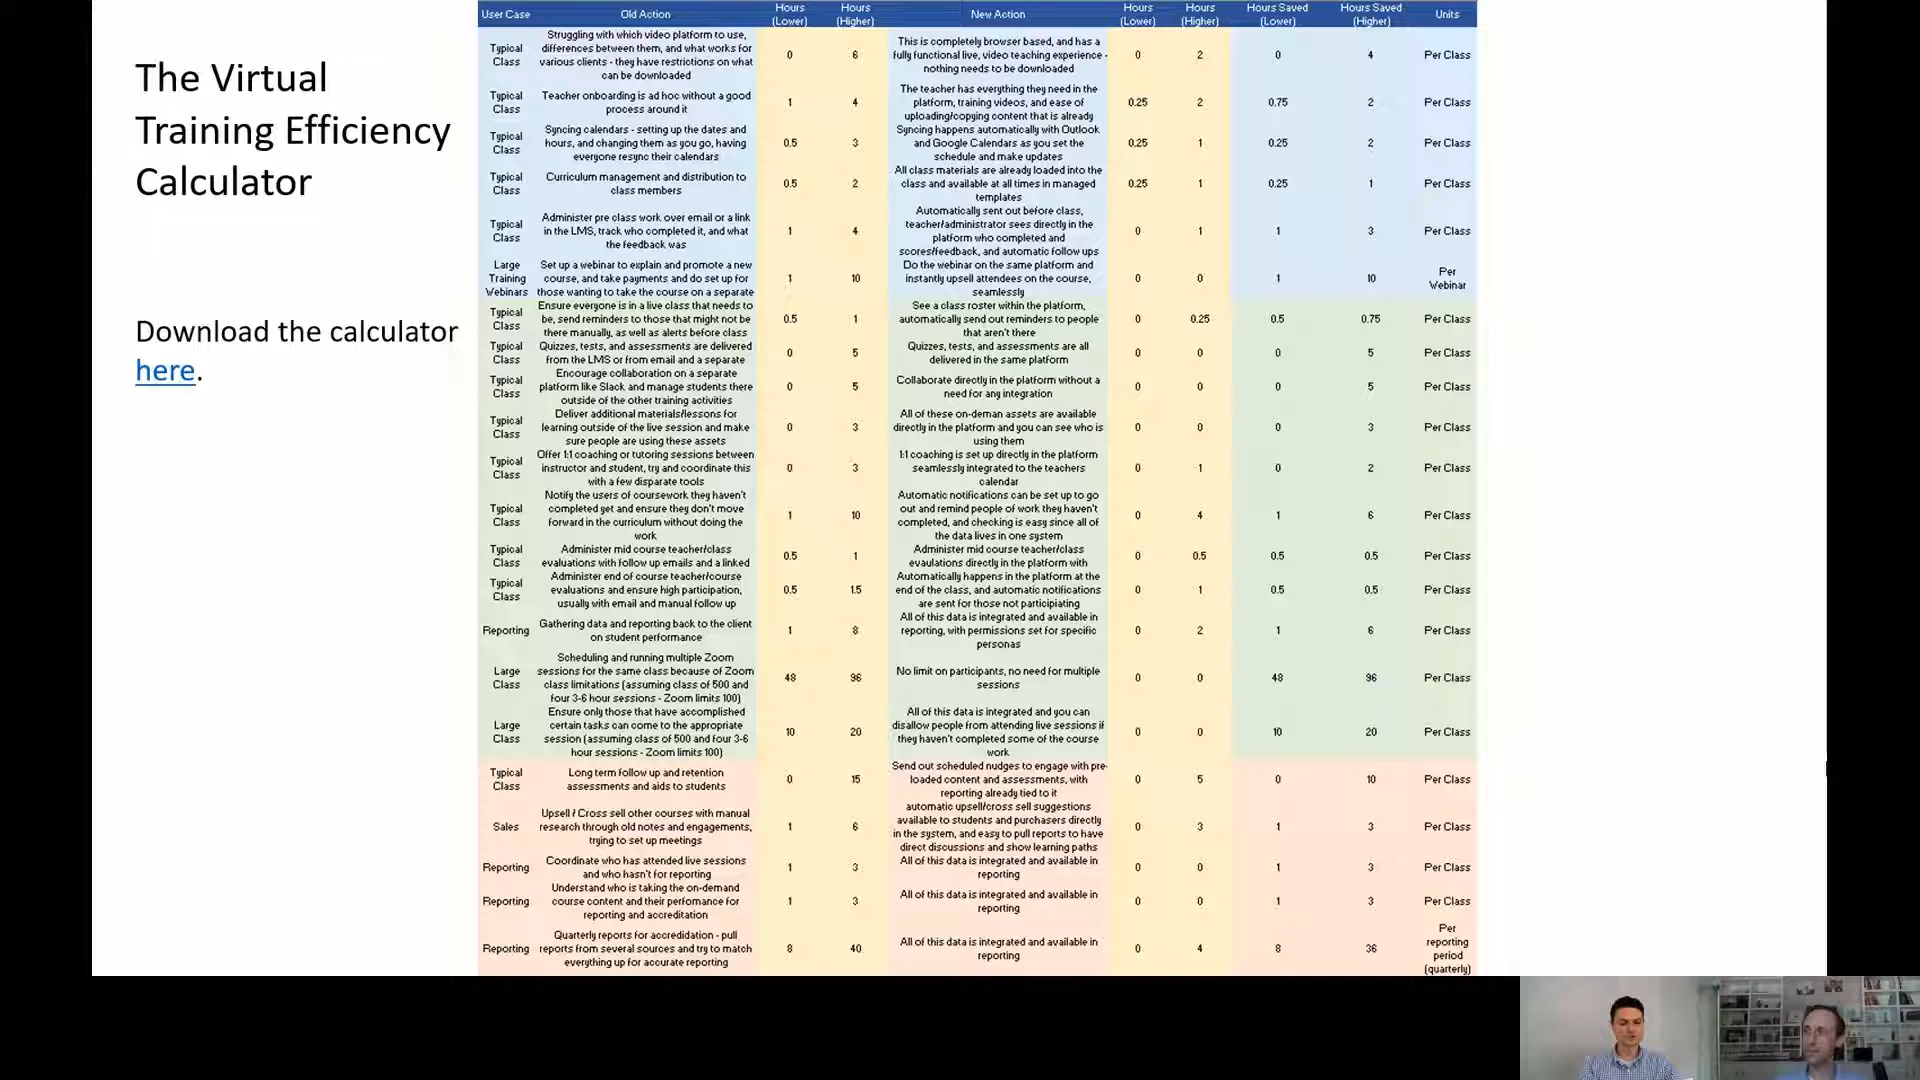 The Virtual
Training Efficiency
Calculator
Download the calculator
here.
User Case Old Action Hours (Lower) Hours (Higher) New Action Hours (Lower) Hours (Higher) Hours Saved (Lower) Hours Saved (Higher) Units
Typical Class Struggling with which video platform to use, differences between them, and what works for various clients - they have restrictions on what can be downloaded 0 6 This is completely browser based, and has a fully functional live, video teaching experience - nothing needs to be downloaded 0 2 0 4 Per Class
Typical Class Teacher onboarding is ad hoc without a good process around it 1 4 The teacher has everything they need in the platform, training videos, and ease of uploading/copying content that is already 0.25 2 0.75 2 Per Class
Typical Class Syncing calendars - setting up the dates and hours, and changing them as you go, having everyone resync their calendars 0.5 3 Syncing happens automatically with Outlook and Google Calendars as you set the schedule and make updates 0.25 1 0.25 2 Per Class
Typical Class Curriculum management and distribution to class members 0.5 2 All class materials are already loaded into the class and available at all times in managed templates 0.25 1 0.25 1 Per Class
Typical Class Administer pre class work over email or a link in the LMS, track who completed it, and what the feedback was 1 4 Automatically sent out before class, teacher/administrator sees directly in the platform who completed and scores/feedback, and automatic follow ups 0 1 1 3 Per Class
Large Training Webinars Set up a webinar to explain and promote a new course, and take payments and do set up for those wanting to take the course on a separate 1 10 Do the webinar on the same platform and instantly upsell attendees on the course, seamlessly 0 0 1 10 Per Webinar
Typical Class Ensure everyone is in a live class that needs to be, send reminders to those that might not be there manually, as well as alerts before class 0.5 1 See a class roster within the platform, automatically send out reminders to people that aren't there 0 0.25 0.5 0.75 Per Class
Typical Class Quizzes, tests, and assessments are delivered from the LMS or from email and a separate 0 5 Quizzes, tests, and assessments are all delivered in the same platform 0 0 0 5 Per Class
Typical Class Encourage collaboration on a separate platform like Slack and manage students there outside of the other training activities 0 5 Collaborate directly in the platform without a need for any integration 0 0 0 5 Per Class
Typical Class Deliver additional materials/lessons for learning outside of the live session and make sure people are using these assets 0 3 All of these on-deman assets are available directly in the platform and you can see who is using them 0 0 0 3 Per Class
Typical Class Offer 1:1 coaching or tutoring sessions between instructor and student, try and coordinate this with a few disparate tools 0 3 1:1 coaching is set up directly in the platform seamlessly integrated to the teachers calendar 0 1 0 2 Per Class
Typical Class Notify the users of coursework they haven't completed yet and ensure they don't move forward in the curriculum without doing the work 1 10 Automatic notifications can be set up to go out and remind people of work they haven't completed, and checking is easy since all of the data lives in one system 0 4 1 6 Per Class
Typical Class Administer mid course teacher/class evaluations with follow up emails and a linked 0.5 1 Administer mid course teacher/class evaulations directly in the platform with 0 0.5 0.5 0.5 Per Class
Typical Class Administer end of course teacher/course evaluations and ensure high participation, usually with email and manual follow up 0.5 1.5 Automatically happens in the platform at the end of the class, and automatic notifications are sent for those not participiating 0 1 0.5 0.5 Per Class
Reporting Gathering data and reporting back to the client on student performance 1 8 All of this data is integrated and available in reporting, with permissions set for specific personas 0 2 1 6 Per Class
Large Class Scheduling and running multiple Zoom sessions for the same class because of Zoom class limitations (assuming class of 500 and four 3-6 hour sessions - Zoom limits 100) 48 96 No limit on participants, no need for multiple sessions 0 0 48 96 Per Class
Large Class Ensure only those that have accomplished certain tasks can come to the appropriate session (assuming class of 500 and four 3-6 hour sessions - Zoom limits 100) 10 20 All of this data is integrated and you can disallow people from attending live sessions if they haven't completed some of the course work 0 0 10 20 Per Class
Typical Class Long term follow up and retention assessments and aids to students 0 15 Send out scheduled nudges to engage with pre-loaded content and assessments, with reporting already tied to it 0 5 0 10 Per Class
Sales Upsell / Cross sell other courses with manual research through old notes and engagements, trying to set up meetings 1 6 automatic upsell/cross sell suggestions available to students and purchasers directly in the system, and easy to pull reports to have direct discussions and show learning paths 0 3 1 3 Per Class
Reporting Coordinate who has attended live sessions and who hasn't for reporting 1 3 All of this data is integrated and available in reporting 0 0 1 3 Per Class
Reporting Understand who is taking the on-demand course content and their perfomance for reporting and accreditation 1 3 All of this data is integrated and available in reporting 0 0 1 3 Per Class
Reporting Quarterly reports for accredidation - pull reports from several sources and try to match everything up for accurate reporting 8 40 All of this data is integrated and available in reporting 0 4 8 36 Per reporting period (quarterly)